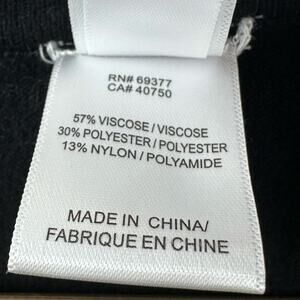 RN# 69377
CA# 40750
57% VISCOSE / VISCOSE
30% POLYESTER / POLYESTER
13% NYLON / POLYAMIDE
MADE IN CHINA/
FABRIQUE EN CHINE